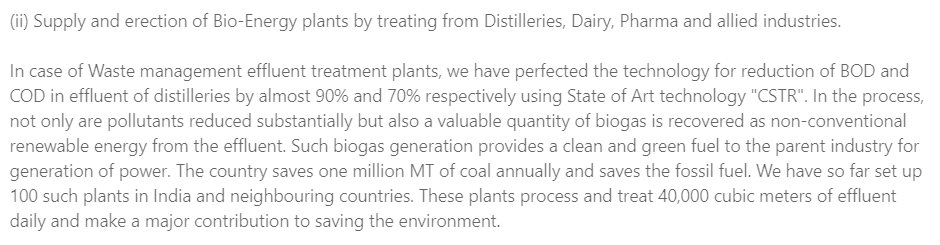 (ii) Supply and erection of Bio-Energy plants by treating from Distilleries, Dairy, Pharma and allied industries.
In case of Waste management effluent treatment plants, we have perfected the technology for reduction of BOD and
COD in effluent of distilleries by almost 90% and 70% respectively using State of Art technology "CSTR". In the process,
not only are pollutants reduced substantially but also a valuable quantity of biogas is recovered as non-conventional
renewable energy from the effluent. Such biogas generation provides a clean and green fuel to the parent industry for
generation of power. The country saves one million MT of coal annually and saves the fossil fuel. We have so far set up
100 such plants in India and neighbouring countries. These plants process and treat 40,000 cubic meters of effluent
daily and make a major contribution to saving the environment.